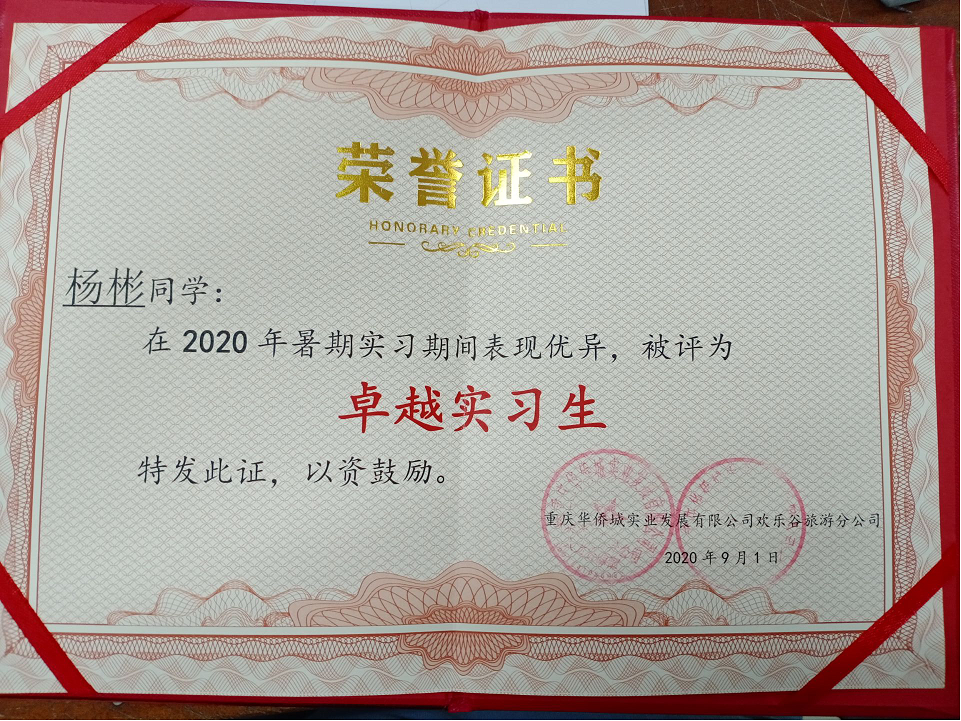 荣誉证书
HONORARY CREDENTIAL
杨彬同学：
在 2020 年暑期实习期间表现优异，被评为
卓越实习生
特发此证，以资鼓励。
重庆华侨城实业发展有限公司欢乐谷旅游分公司
2020 年 9 月 1 日